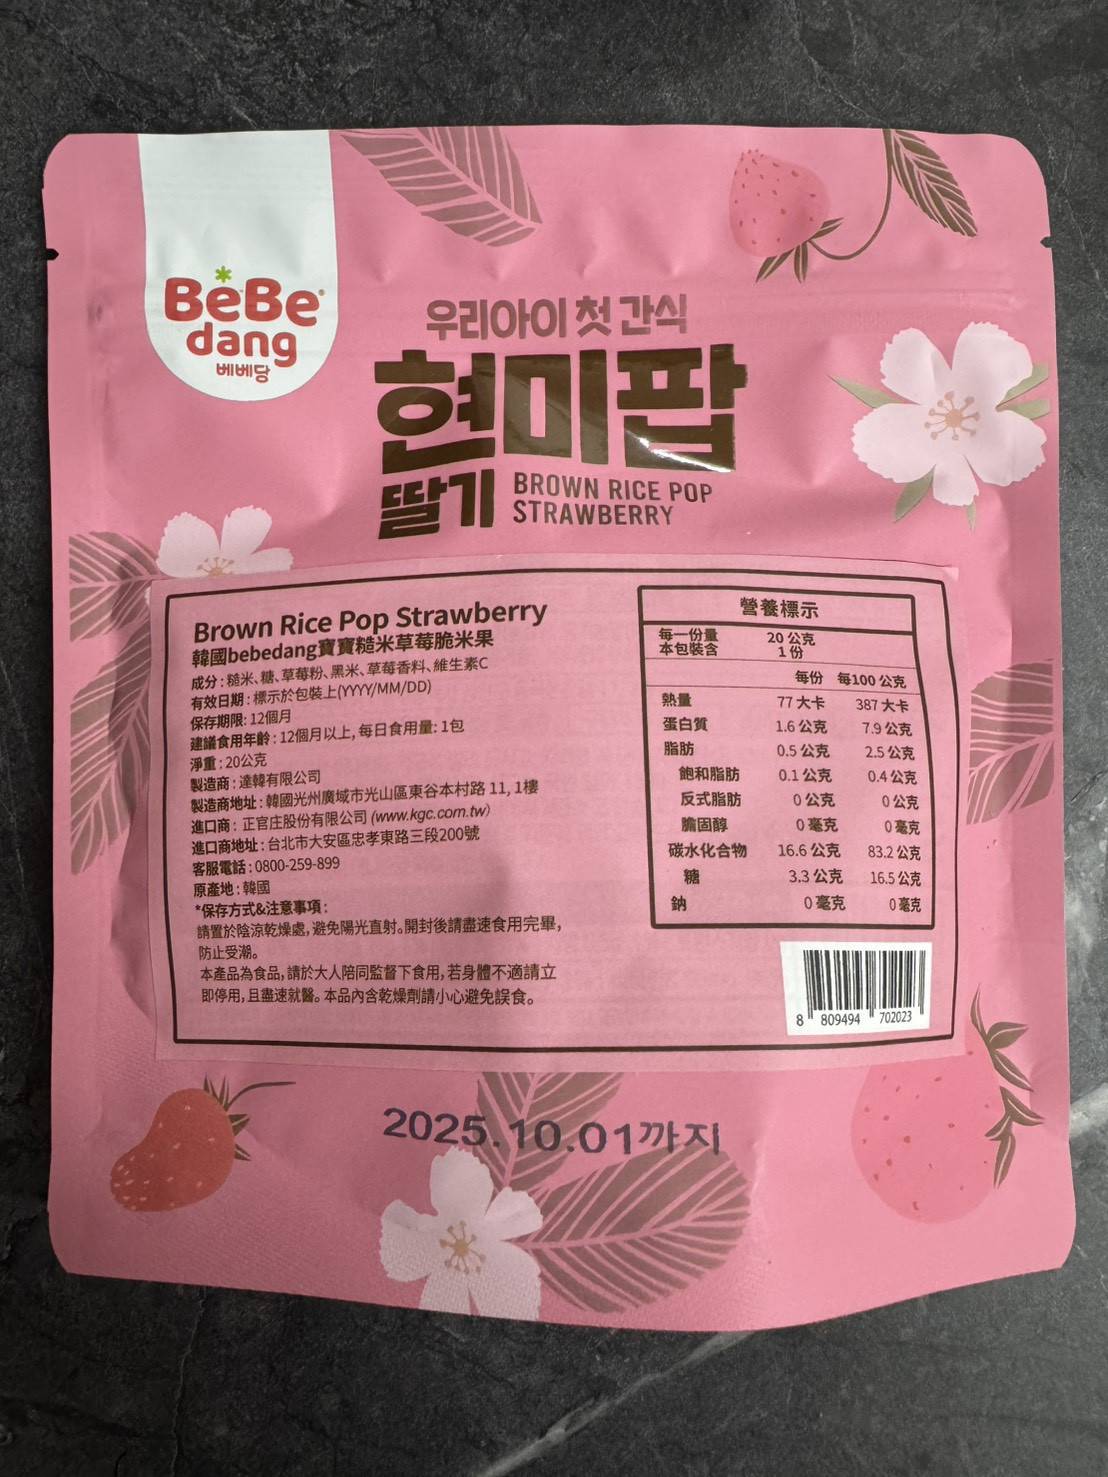 BeBe
dang
베베당
우리아이 첫 간식
현미팝
딸기
BROWN RICE POP
STRAWBERRY
Brown Rice Pop Strawberry
韓國bebedang寶寶糙米草莓脆米果
成分:糙米、糖、草莓粉、黑米、草莓香料、維生素C
有效日期:標示於包裝上(YYYY/MM/DD)
保存期限:12個月
建議食用年齡:12個月以上,每日食用量:1包
淨重:20公克
製造商:達韓有限公司
製造商地址:韓國光州廣域市光山區東谷本村路 11, 1樓
進口商:正官庄股份有限公司 (www.kgc.com.tw)
進口商地址:台北市大安區忠孝東路三段200號
客服電話:0800-259-899
原產地:韓國
*保存方式&注意事項:
請置於陰涼乾燥處,避免陽光直射。開封後請盡速食用完畢,
防止受潮。
本產品為食品,請於大人陪同監督下食用,若身體不適請立
即停用,且盡速就醫。本品內含乾燥劑請小心避免誤食。
營養標示
每一份量 20 公克
本包裝含 1 份
每份 每100 公克
熱量 77 大卡 387 大卡
蛋白質 1.6 公克 7.9 公克
脂肪 0.5 公克 2.5 公克
飽和脂肪 0.1 公克 0.4 公克
反式脂肪 0 公克 0 公克
膽固醇 0 毫克 0 毫克
碳水化合物 16.6 公克 83.2 公克
糖 3.3 公克 16.5 公克
鈉 0 毫克 0 毫克
8 809494 702023
2025.10.01까지